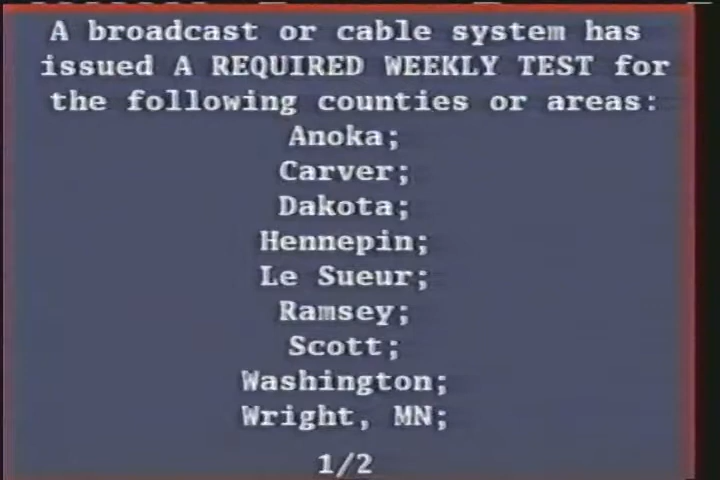 A broadcast or cable system has
issued A REQUIRED WEEKLY TEST for
the following counties or areas:
Anoka;
Carver;
Dakota;
Hennepin;
Le Sueur;
Ramsey;
Scott;
Washington;
Wright, MN;
1/2